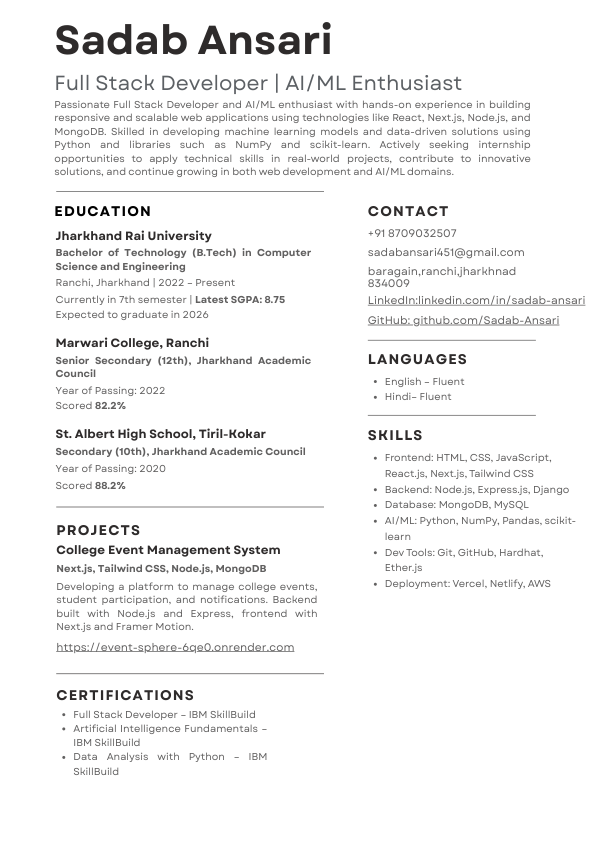 Sadab Ansari
Full Stack Developer | AI/ML Enthusiast
Passionate Full Stack Developer and AI/ML enthusiast with hands-on experience in building
responsive and scalable web applications using technologies like React, Next.js, Node.js, and
MongoDB. Skilled in developing machine learning models and data-driven solutions using
Python and libraries such as NumPy and scikit-learn. Actively seeking internship
opportunities to apply technical skills in real-world projects, contribute to innovative
solutions, and continue growing in both web development and AI/ML domains.
EDUCATION
Jharkhand Rai University
Bachelor of Technology (B.Tech) in Computer
Science and Engineering
Ranchi, Jharkhand | 2022 – Present
Currently in 7th semester | Latest SGPA: 8.75
Expected to graduate in 2026
Marwari College, Ranchi
Senior Secondary (12th), Jharkhand Academic
Council
Year of Passing: 2022
Scored 82.2%
St. Albert High School, Tiril-Kokar
Secondary (10th), Jharkhand Academic Council
Year of Passing: 2020
Scored 88.2%
PROJECTS
College Event Management System
Next.js, Tailwind CSS, Node.js, MongoDB
Developing a platform to manage college events,
student participation, and notifications. Backend
built with Node.js and Express, frontend with
Next.js and Framer Motion.
https://event-sphere-6qe0.onrender.com
CERTIFICATIONS
• Full Stack Developer – IBM SkillBuild
• Artificial Intelligence Fundamentals –
IBM SkillBuild
• Data Analysis with Python – IBM
SkillBuild
CONTACT
+91 8709032507
sadabansari451@gmail.com
baragain,ranchi,jharkhnad
834009
LinkedIn:linkedin.com/in/sadab-ansari
GitHub: github.com/Sadab-Ansari
LANGUAGES
• English – Fluent
• Hindi– Fluent
SKILLS
• Frontend: HTML, CSS, JavaScript,
React.js, Next.js, Tailwind CSS
• Backend: Node.js, Express.js, Django
• Database: MongoDB, MySQL
• AI/ML: Python, NumPy, Pandas, scikit-
learn
• Dev Tools: Git, GitHub, Hardhat,
Ether.js
• Deployment: Vercel, Netlify, AWS